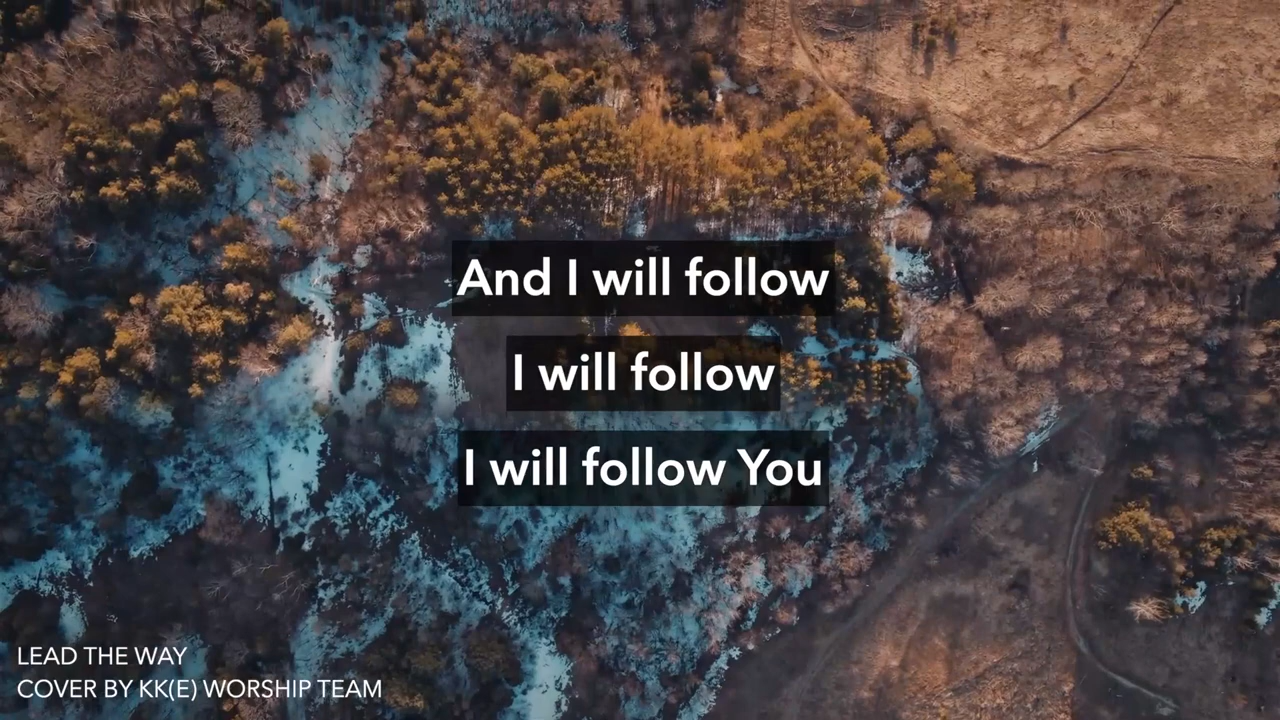 And I will follow
I will follow
I will follow You
LEAD THE WAY
COVER BY KK(E) WORSHIP TEAM